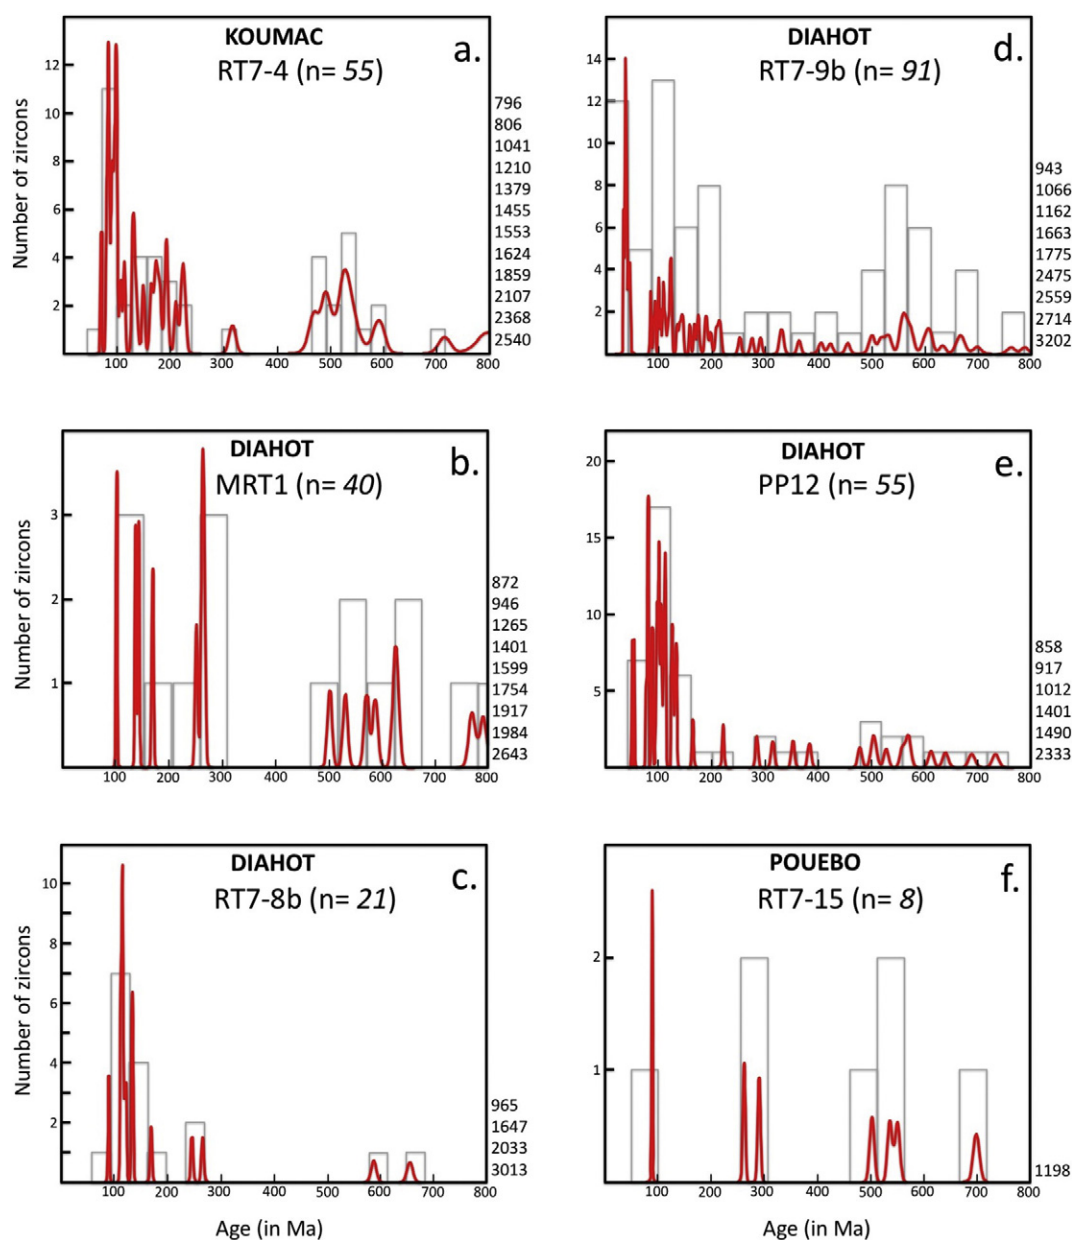 KOUMAC
RT7-4 (n= 55)
a.
Number of zircons
12
10
8
6
4
2
100 200 300 400 500 600 700 800
796
806
1041
1210
1379
1455
1553
1624
1859
2107
2368
2540
DIAHOT
RT7-9b (n= 91)
d.
14
12
10
8
6
4
2
100 200 300 400 500 600 700 800
943
1066
1162
1663
1775
2475
2559
2714
3202
DIAHOT
MRT1 (n= 40)
b.
Number of zircons
3
2
1
100 200 300 400 500 600 700 800
872
946
1265
1401
1599
1754
1917
1984
2643
DIAHOT
PP12 (n= 55)
e.
20
15
10
5
100 200 300 400 500 600 700 800
858
917
1012
1401
1490
2333
DIAHOT
RT7-8b (n= 21)
c.
Number of zircons
10
8
6
4
2
100 200 300 400 500 600 700 800
965
1647
2033
3013
Age (in Ma)
POUEBO
RT7-15 (n= 8)
f.
2
1
100 200 300 400 500 600 700 800
1198
Age (in Ma)